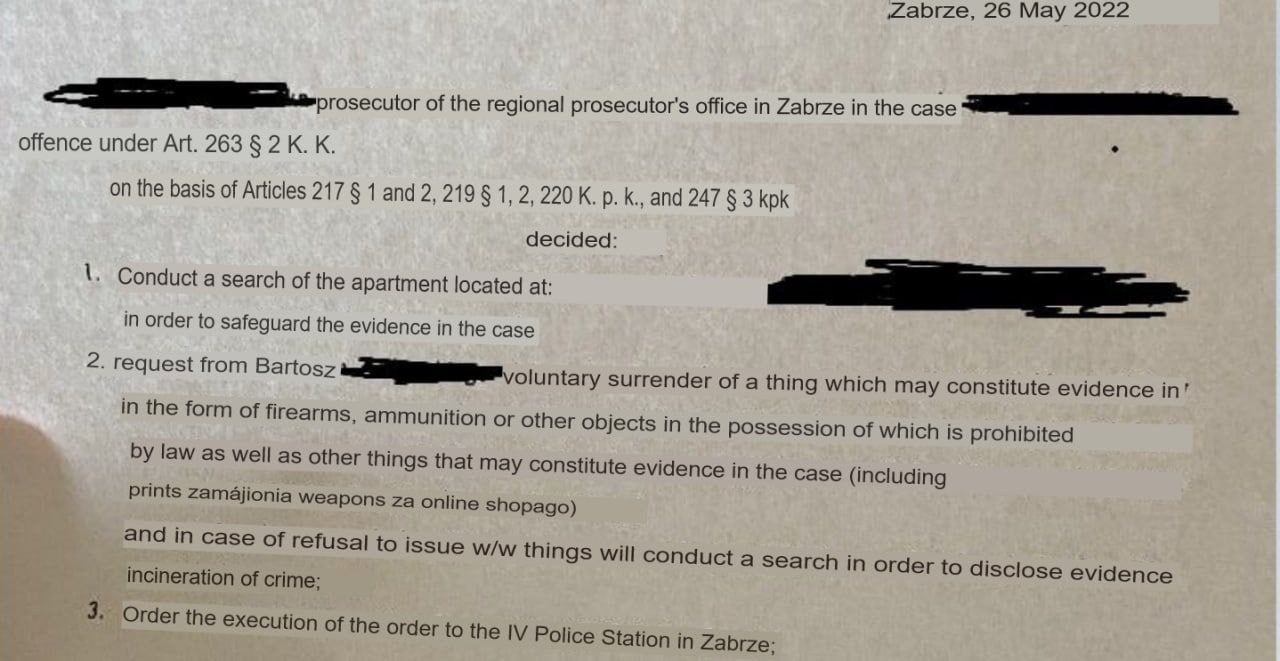 Zabrze, 26 May 2022
prosecutor of the regional prosecutor's office in Zabrze in the case
offence under Art. 263 § 2 K. K.
on the basis of Articles 217 § 1 and 2, 219 § 1, 2, 220 K. p. k., and 247 § 3 kpk
decided:
1. Conduct a search of the apartment located at:
in order to safeguard the evidence in the case
2. request from Bartosz voluntary surrender of a thing which may constitute evidence in
in the form of firearms, ammunition or other objects in the possession of which is prohibited
by law as well as other things that may constitute evidence in the case (including
prints zamájionia weapons za online shopago)
and in case of refusal to issue w/w things will conduct a search in order to disclose evidence
incineration of crime;
3. Order the execution of the order to the IV Police Station in Zabrze;